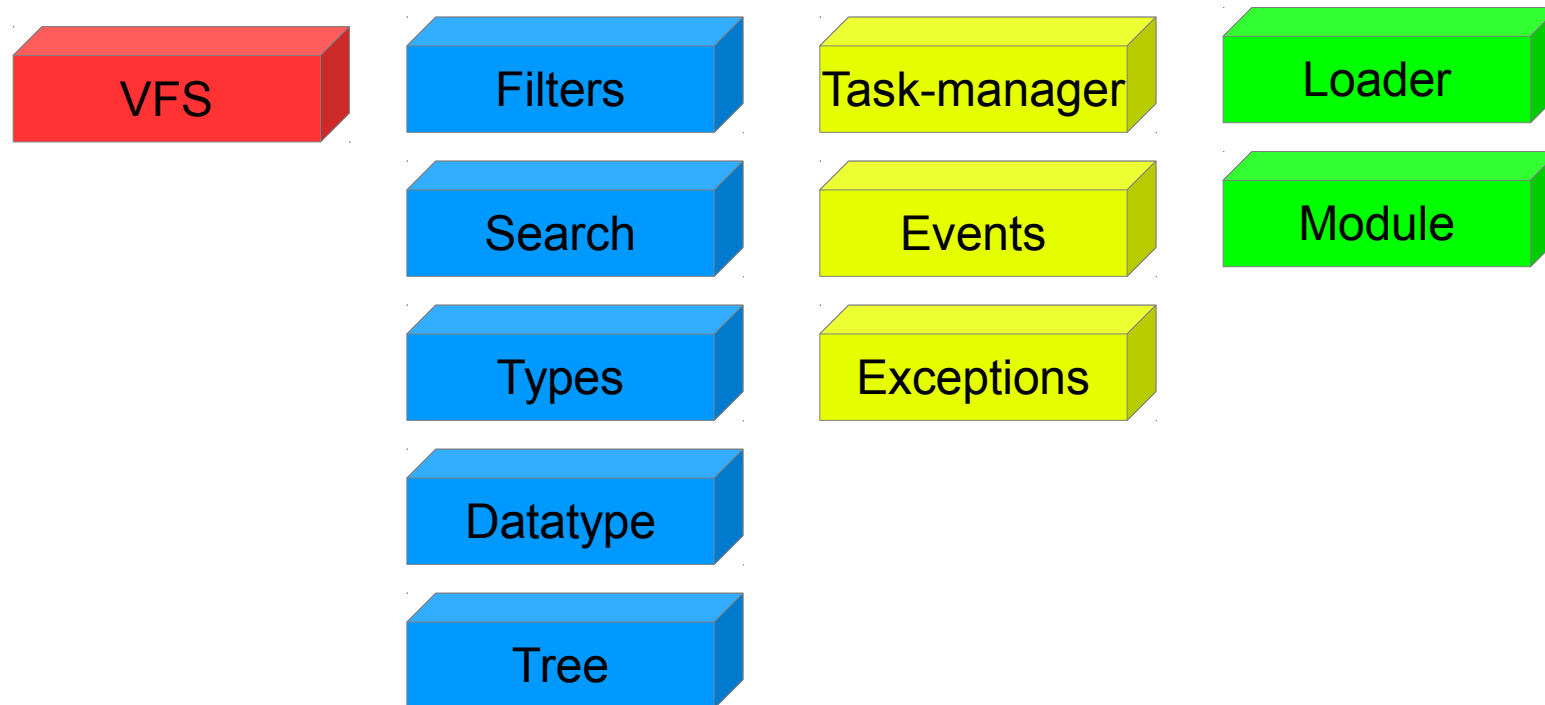 VFS
Filters
Search
Types
Datatype
Tree
Task-manager
Events
Exceptions
Loader
Module